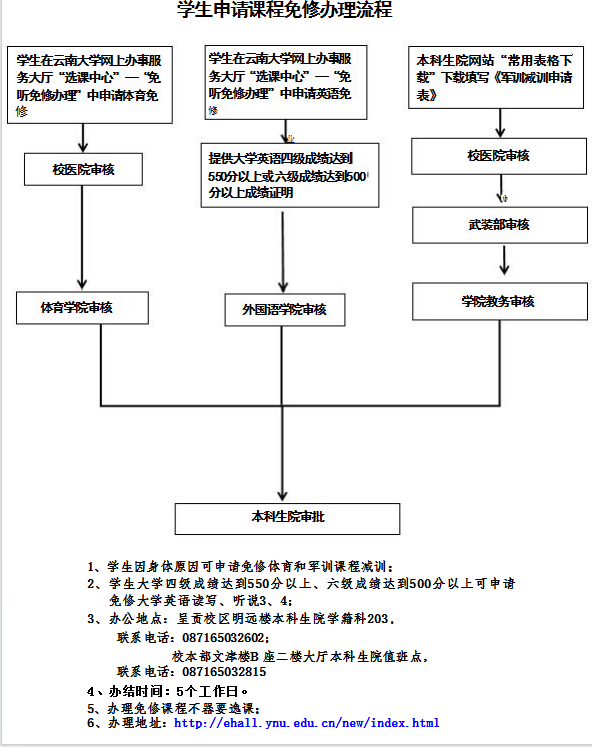 学生申请课程免修办理流程
学生在云南大学网上办事服
务大厅“选课中心”—“免
听免修办理”中申请体育免
修
校医院审核
体育学院审核
学生在云南大学网上办事服
务大厅“选课中心”—“免
听免修办理”中申请英语免
修
提供大学英语四级成绩达到
550分以上或六级成绩达到500
分以上成绩证明
外国语学院审核
本科生院网站“常用表格下
载”下载填写《军训减训申请
表》
校医院审核
武装部审核
学院教务审核
本科生院审批
1、学生因身体原因可申请免修体育和军训课程减训；
2、学生大学四级成绩达到550分以上、六级成绩达到500分以上可申请
免修大学英语读写、听说3、4；
3、办公地点：呈贡校区明远楼本科生院学籍科203，
联系电话：087165032602；
校本部文津楼B 座二楼大厅本科生院值班点，
联系电话：087165032815
4、办结时间：5个工作日。
5、办理免修课程不器要选课；
6、办理地址：http://ehall.ynu.edu.cn/new/index.html